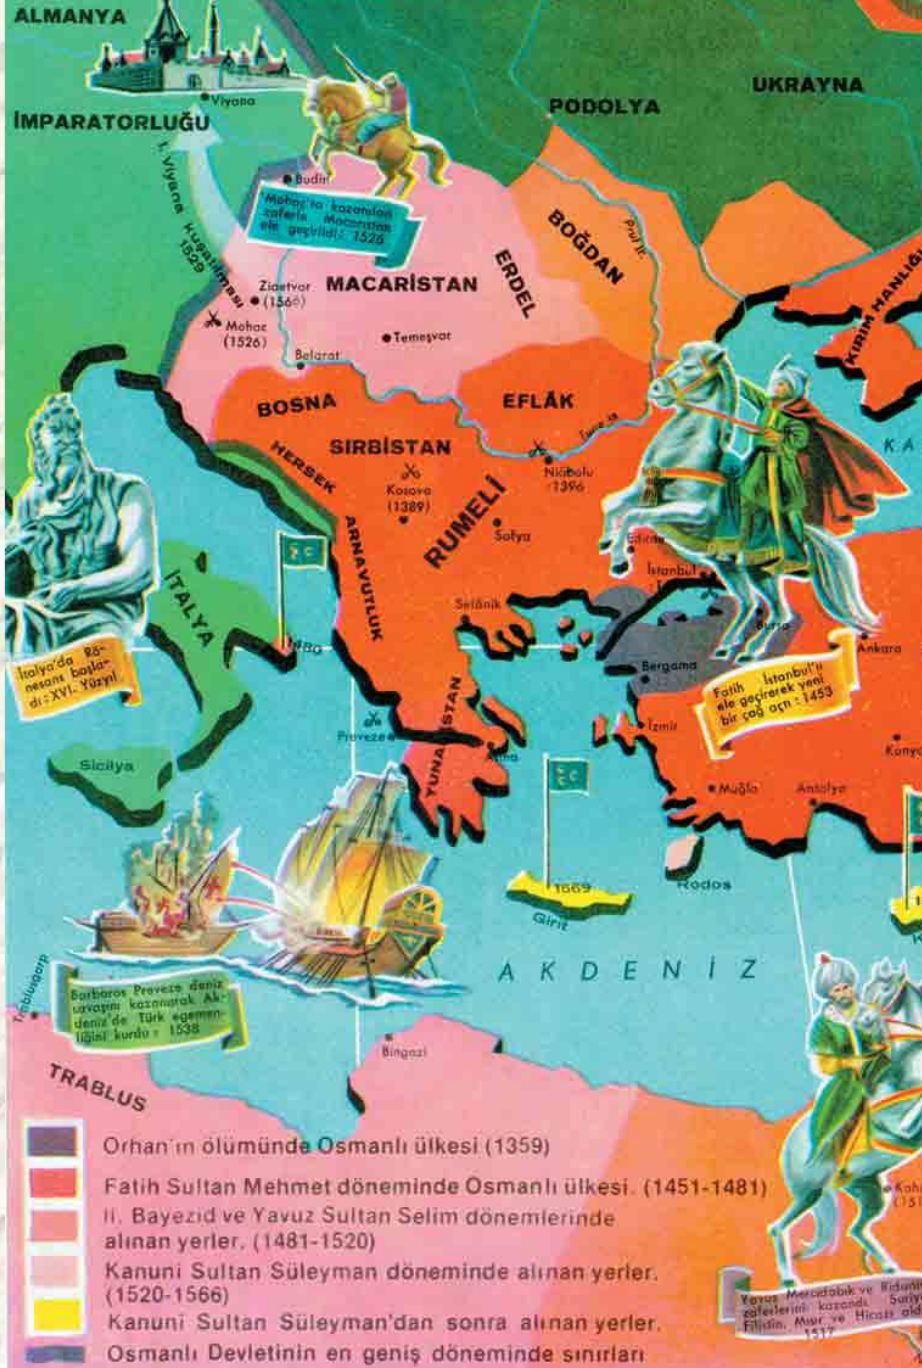 ALMANYA
İMPARATORLUĞU
Viyana
I. Viyana kuşatılması
1529
PODOLYA
UKRAYNA
Budin
Mohaç'ta kazanılan
zaferle Macaristan
ele geçirildi: 1526
BOĞDAN
Prut Ir.
ERDEL
KIRIM HANLIĞI
Zigetvar
(1566)
MACARİSTAN
Mohac
(1526)
Temeşvar
Belgrat
BOSNA
EFLÂK
HERSEK
SIRBİSTAN
Kosova
(1389)
Niğbolu
1396
RUMELİ
Sofya
KA
Edirne
İstanbul
ARNAVUTLUK
İTALYA
Selânik
Bursa
Ankara
İtalya'da Rö-
nesans başla-
dı: XVI. Yüzyıl
1480
Bergama
Fatih İstanbul'u
ele geçirerek yeni
bir çağ açtı: 1453
Preveze
YUNANİSTAN
Atina
İzmir
Konya
Sicilya
Muğla
Antalya
1669
Girit
Rodos
AKDENİZ
Trablusgarp
Barbaros Preveze deniz
savaşını kazanarak Ak-
deniz'de Türk egemen-
liğini kurdu: 1538
Bingazi
TRABLUS
Orhan'ın ölümünde Osmanlı ülkesi (1359)
Fatih Sultan Mehmet döneminde Osmanlı ülkesi. (1451-1481)
II. Bayezid ve Yavuz Sultan Selim dönemlerinde
alınan yerler. (1481-1520)
Kanuni Sultan Süleyman döneminde alınan yerler.
(1520-1566)
Kanuni Sultan Süleyman'dan sonra alınan yerler.
Osmanlı Devletinin en geniş döneminde sınırları
Yavuz Mercidabık ve
zaferlerini kazandı.
Filistin, Mısır ve Hicazı
1517